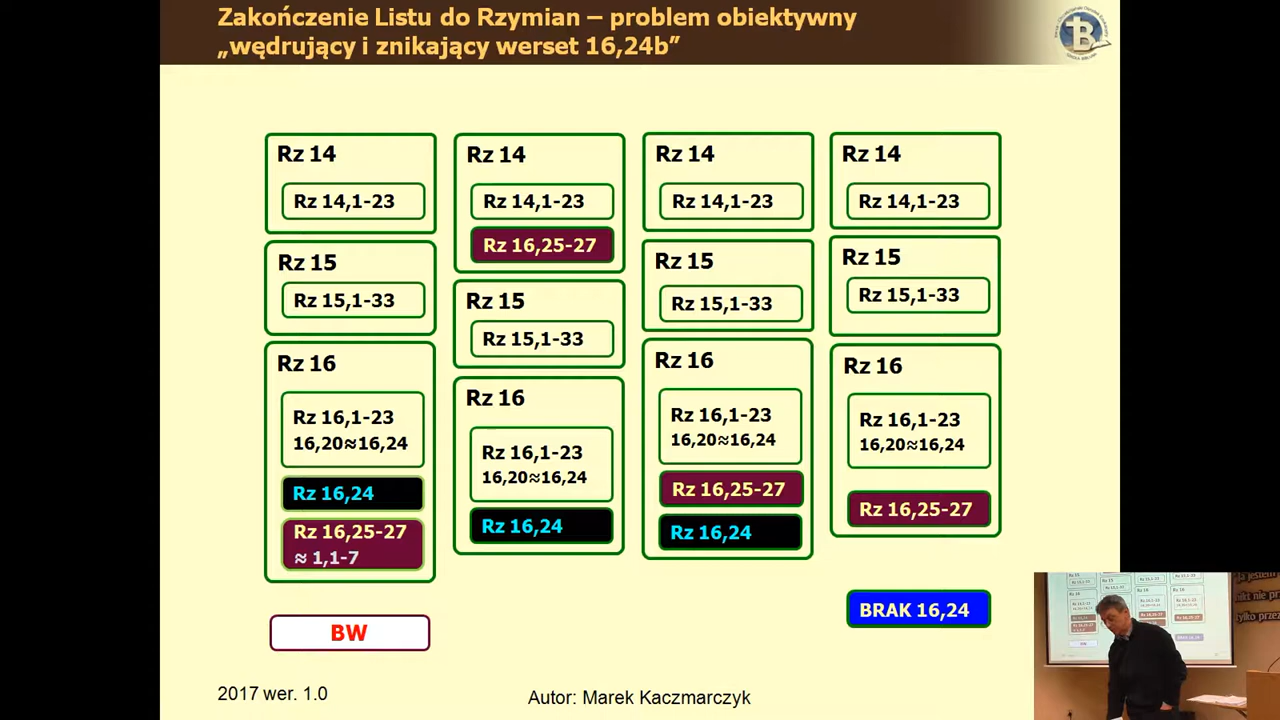 Zakończenie Listu do Rzymian – problem obiektywny
„wędrujący i znikający werset 16,24b”
Rz 14
Rz 14,1-23
Rz 15
Rz 15,1-33
Rz 16
Rz 16,1-23
16,20≈16,24
Rz 16,24
Rz 16,25-27
≈ 1,1-7
BW
Rz 14
Rz 14,1-23
Rz 16,25-27
Rz 15
Rz 15,1-33
Rz 16
Rz 16,1-23
16,20≈16,24
Rz 16,24
Rz 14
Rz 14,1-23
Rz 15
Rz 15,1-33
Rz 16
Rz 16,1-23
16,20≈16,24
Rz 16,25-27
Rz 16,24
Rz 14
Rz 14,1-23
Rz 15
Rz 15,1-33
Rz 16
Rz 16,1-23
16,20≈16,24
Rz 16,25-27
BRAK 16,24
2017 wer. 1.0
Autor: Marek Kaczmarczyk